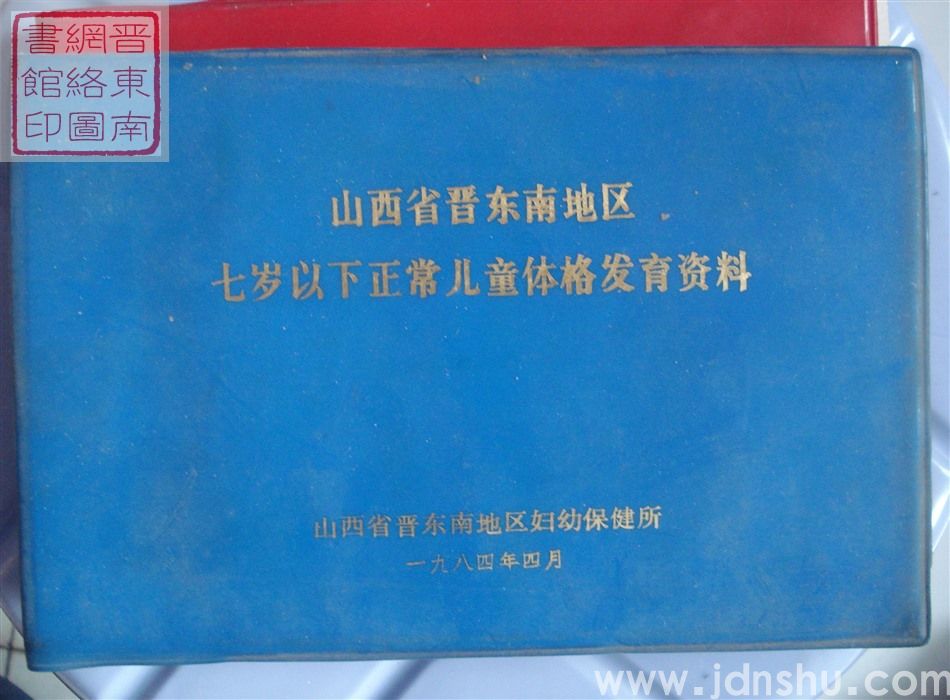 晋東南
網絡圖
書館印
山西省晋东南地区
七岁以下正常儿童体格发育资料
山西省晋东南地区妇幼保健所
一九八四年四月
www.jdnshu.com